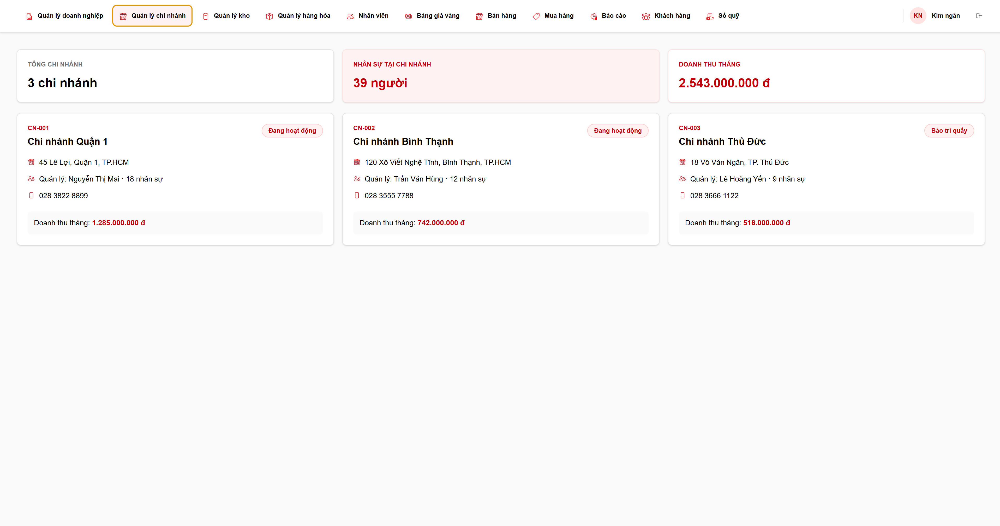 Quản lý doanh nghiệp
Quản lý chi nhánh
Quản lý kho
Quản lý hàng hóa
Nhân viên
Bảng giá vàng
Bán hàng
Mua hàng
Báo cáo
Khách hàng
Sổ quỹ
KN
Kim ngân
TỔNG CHI NHÁNH
3 chi nhánh
NHÂN SỰ TẠI CHI NHÁNH
39 người
DOANH THU THÁNG
2.543.000.000 đ
CN-001
Đang hoạt động
Chi nhánh Quận 1
45 Lê Lợi, Quận 1, TP.HCM
Quản lý: Nguyễn Thị Mai · 18 nhân sự
028 3822 8899
Doanh thu tháng: 1.285.000.000 đ
CN-002
Đang hoạt động
Chi nhánh Bình Thạnh
120 Xô Viết Nghệ Tĩnh, Bình Thạnh, TP.HCM
Quản lý: Trần Văn Hùng · 12 nhân sự
028 3555 7788
Doanh thu tháng: 742.000.000 đ
CN-003
Bảo trì quầy
Chi nhánh Thủ Đức
18 Võ Văn Ngân, TP. Thủ Đức
Quản lý: Lê Hoàng Yến · 9 nhân sự
028 3666 1122
Doanh thu tháng: 516.000.000 đ